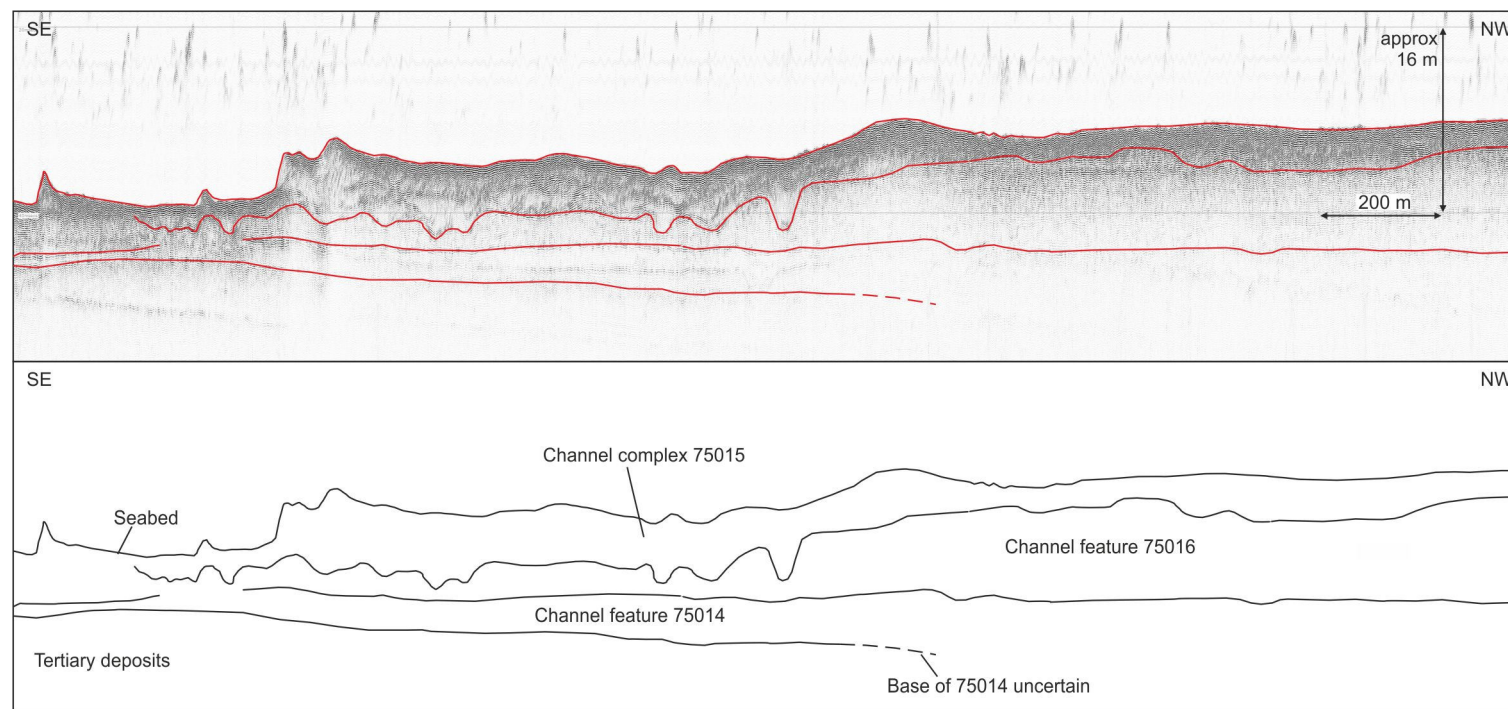 SE
NW
approx
16 m
200 m
SE
NW
Channel complex 75015
Seabed
Channel feature 75016
Channel feature 75014
Tertiary deposits
Base of 75014 uncertain